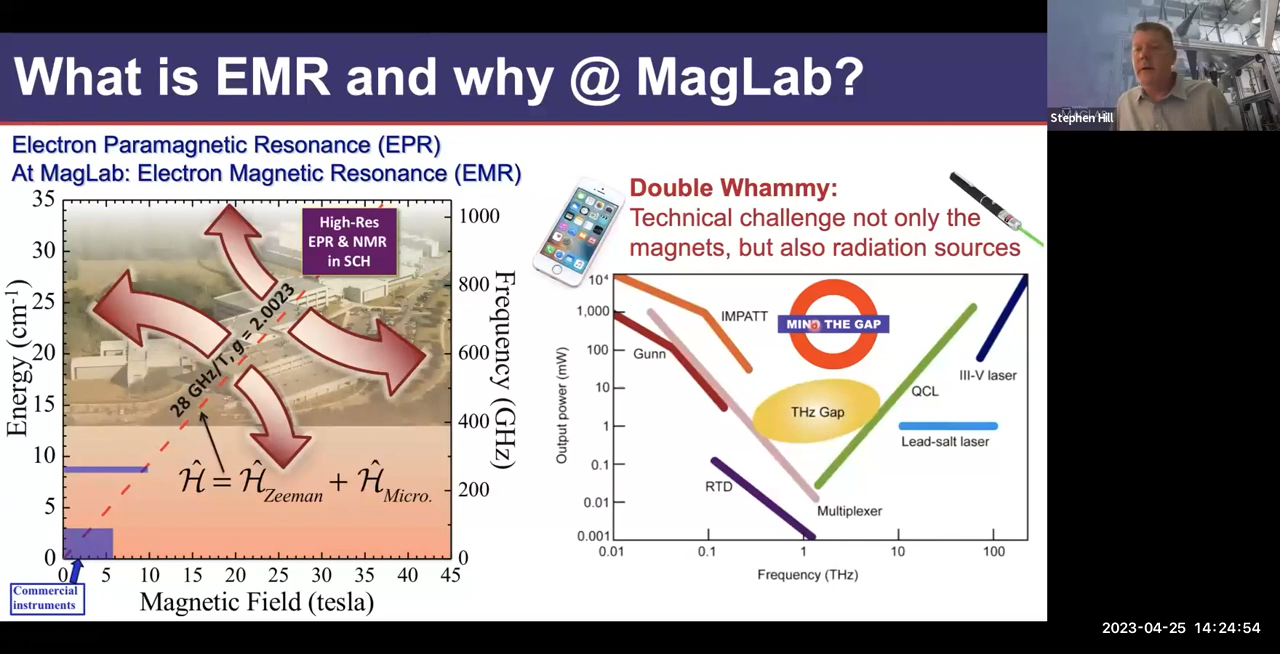 What is EMR and why @ MagLab?
Stephen Hill
Electron Paramagnetic Resonance (EPR)
At MagLab: Electron Magnetic Resonance (EMR)
Double Whammy:
Technical challenge not only the
magnets, but also radiation sources
High-Res
EPR & NMR
in SCH
28 GHz/T, g = 2.0023
Ĥ = Ĥ_Zeeman + Ĥ_Micro.
Energy (cm⁻¹)
35
30
25
20
15
10
5
0
Frequency (GHz)
1000
800
600
400
200
0
0 5 10 15 20 25 30 35 40 45
Magnetic Field (tesla)
Commercial
instruments
Output power (mW)
10⁴
1,000
100
10
1
0.1
0.01
0.001
IMPATT
Gunn
MIND THE GAP
THz Gap
III-V laser
QCL
Lead-salt laser
RTD
Multiplexer
0.01 0.1 1 10 100
Frequency (THz)
2023-04-25 14:24:54